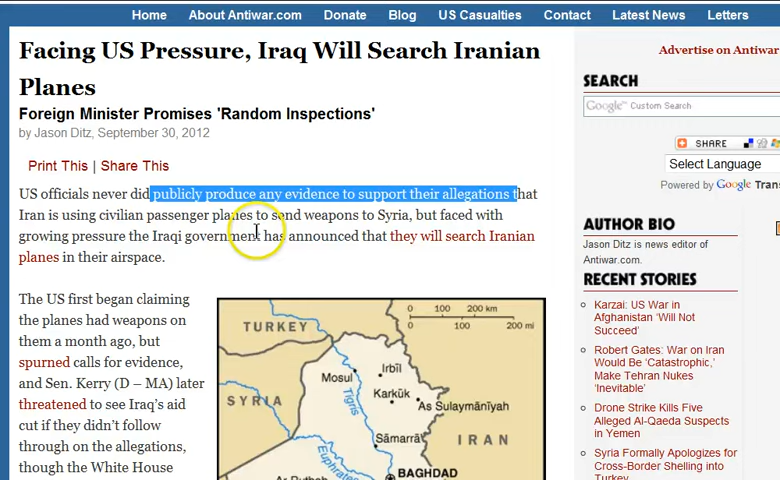 Home About Antiwar.com Donate Blog US Casualties Contact Latest News Letters
Facing US Pressure, Iraq Will Search Iranian
Planes
Foreign Minister Promises 'Random Inspections'
by Jason Ditz, September 30, 2012
Print This | Share This
US officials never did publicly produce any evidence to support their allegations that
Iran is using civilian passenger planes to send weapons to Syria, but faced with
growing pressure the Iraqi government has announced that they will search Iranian
planes in their airspace.
The US first began claiming
the planes had weapons on
them a month ago, but
spurned calls for evidence,
and Sen. Kerry (D – MA) later
threatened to see Iraq's aid
cut if they didn't follow
through on the allegations,
though the White House
0 100 200 km
0 100 200 mi
TURKEY
Mosul
Irbīl
Karkūk
As Sulaymānīyah
SYRIA
Tigris
Sāmarrā'
IRAN
Euphrates
BAGHDAD
Ar Ruṭbah
Advertise on Antiwar
SEARCH
Google™ Custom Search
SHARE
Select Language
Powered by Google Trans
AUTHOR BIO
Jason Ditz is news editor of
Antiwar.com.
RECENT STORIES
Karzai: US War in
Afghanistan 'Will Not
Succeed'
Robert Gates: War on Iran
Would Be 'Catastrophic,'
Make Tehran Nukes
'Inevitable'
Drone Strike Kills Five
Alleged Al-Qaeda Suspects
in Yemen
Syria Formally Apologizes for
Cross-Border Shelling into
Turkey